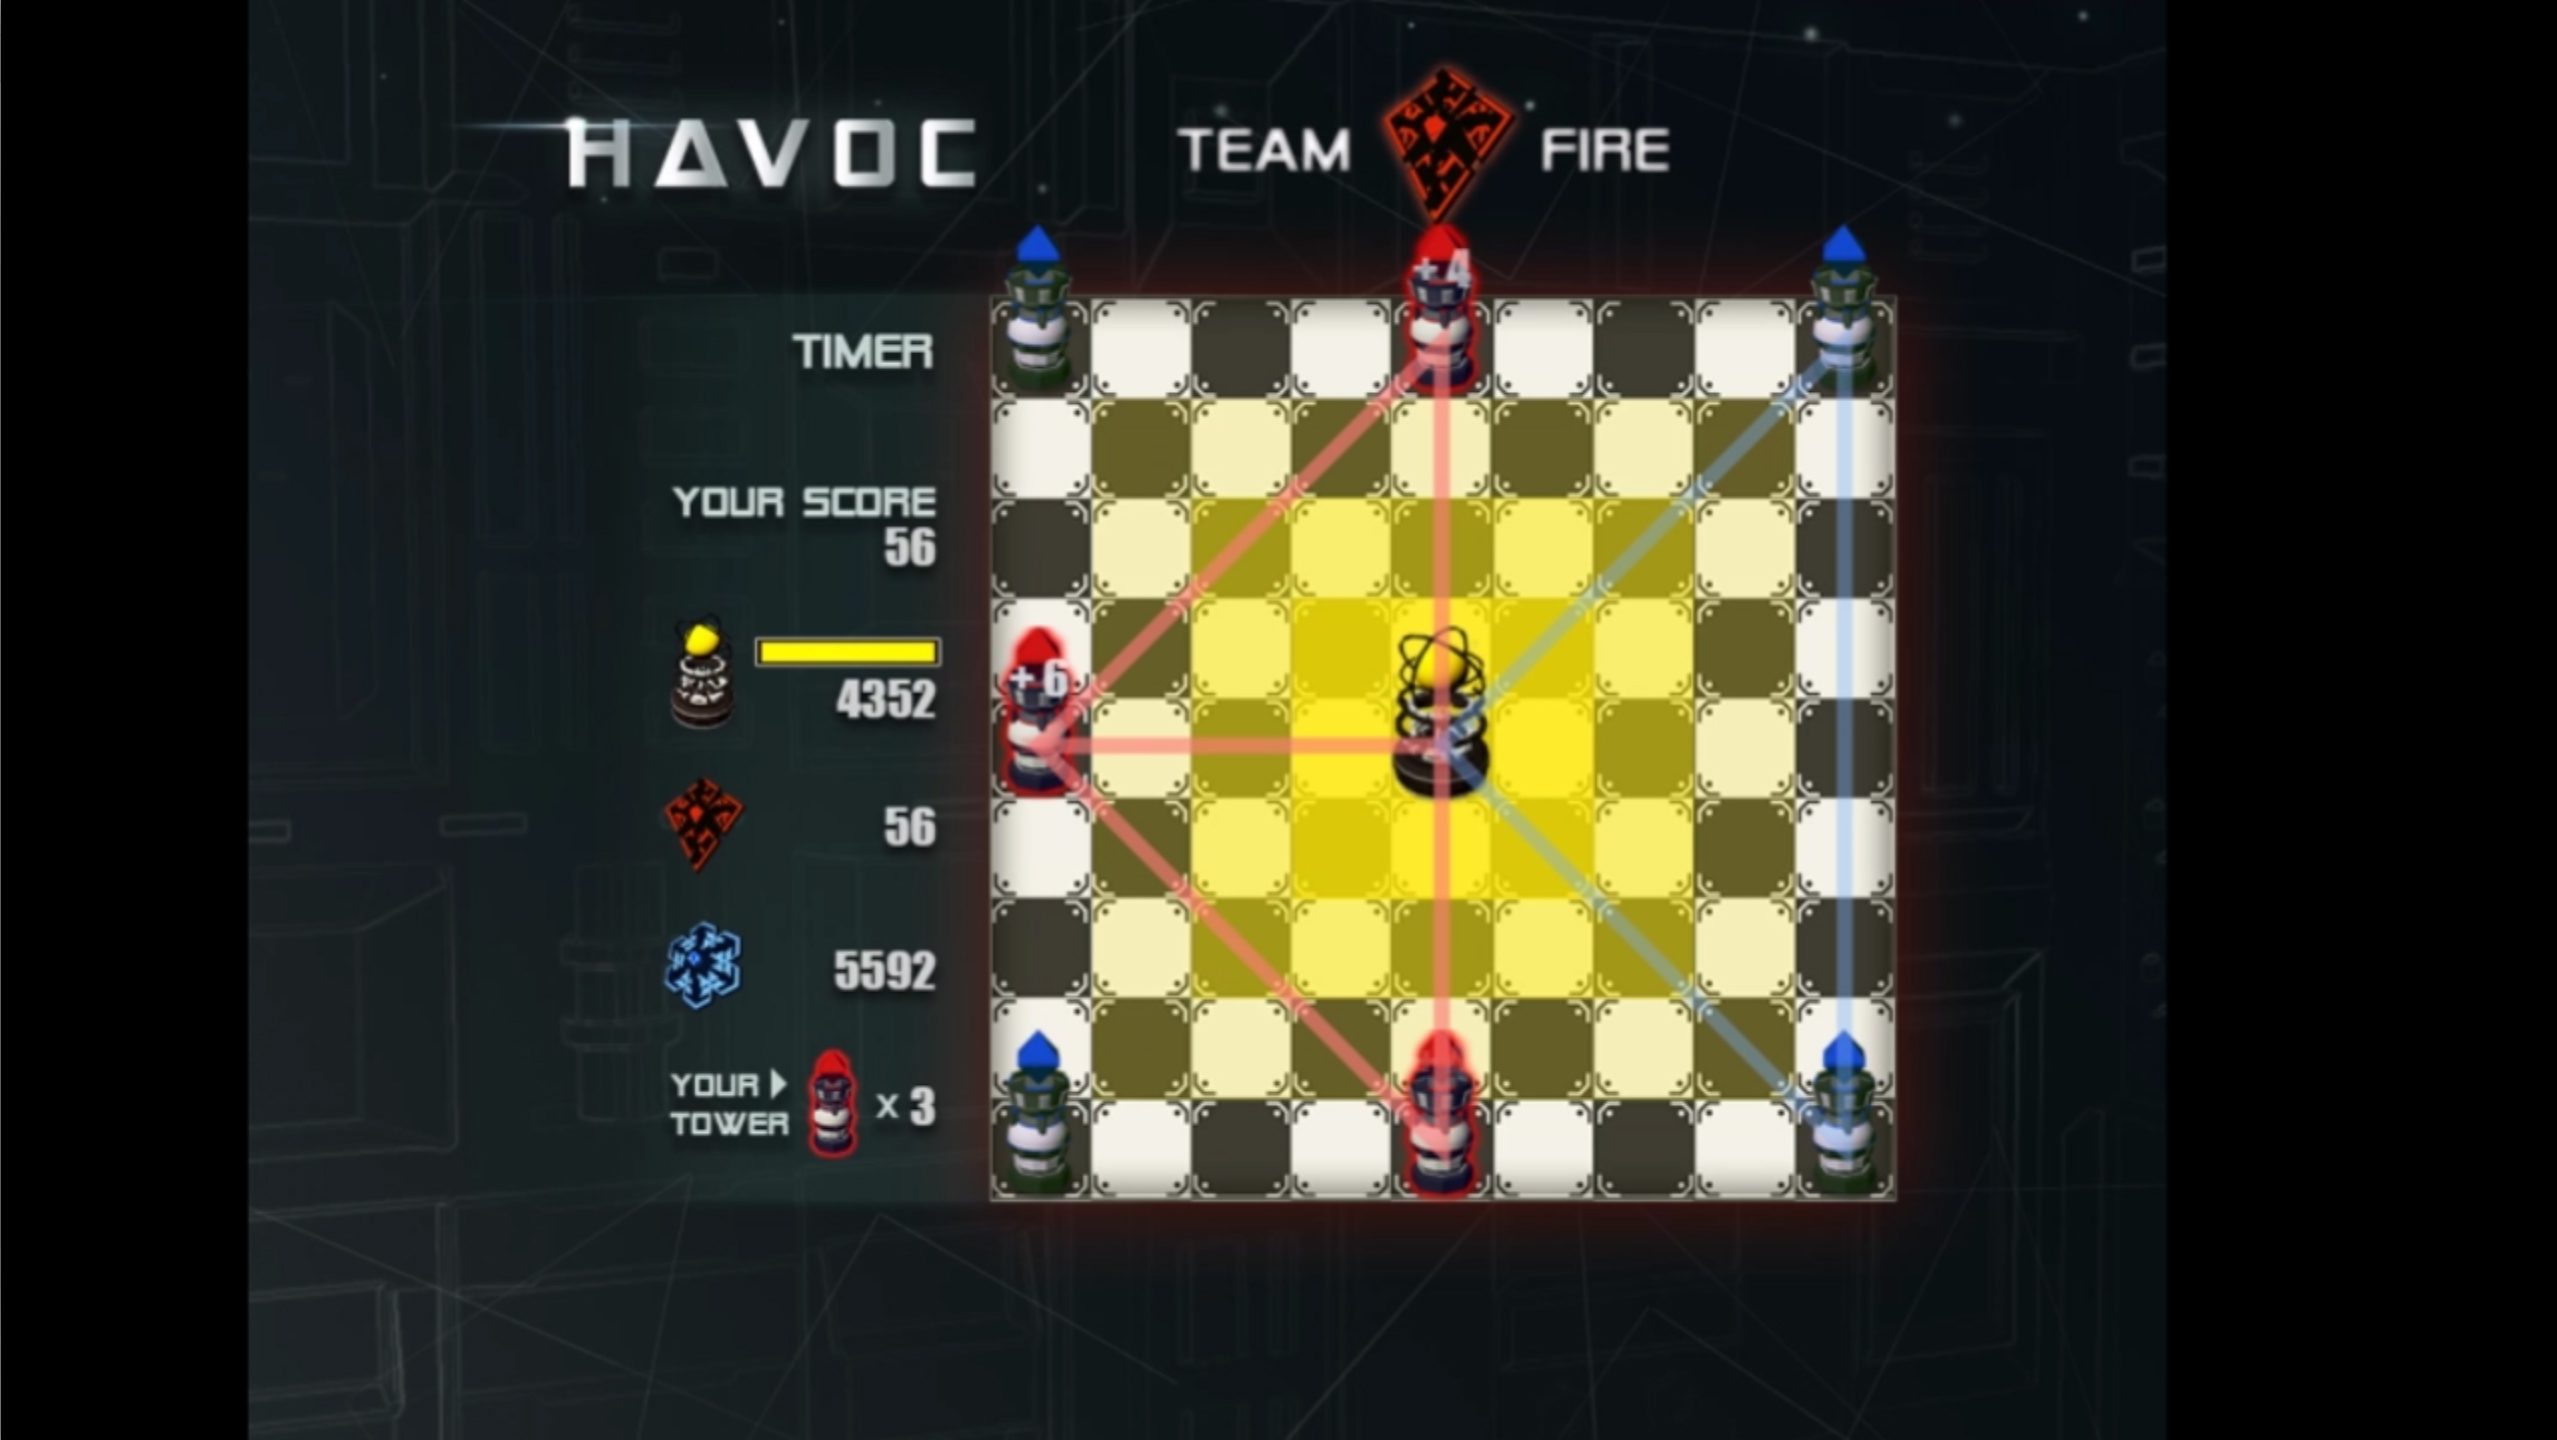 HAVOC
TEAM FIRE
+4
TIMER
YOUR SCORE
56
+6
4352
56
5592
YOUR
TOWER
x 3